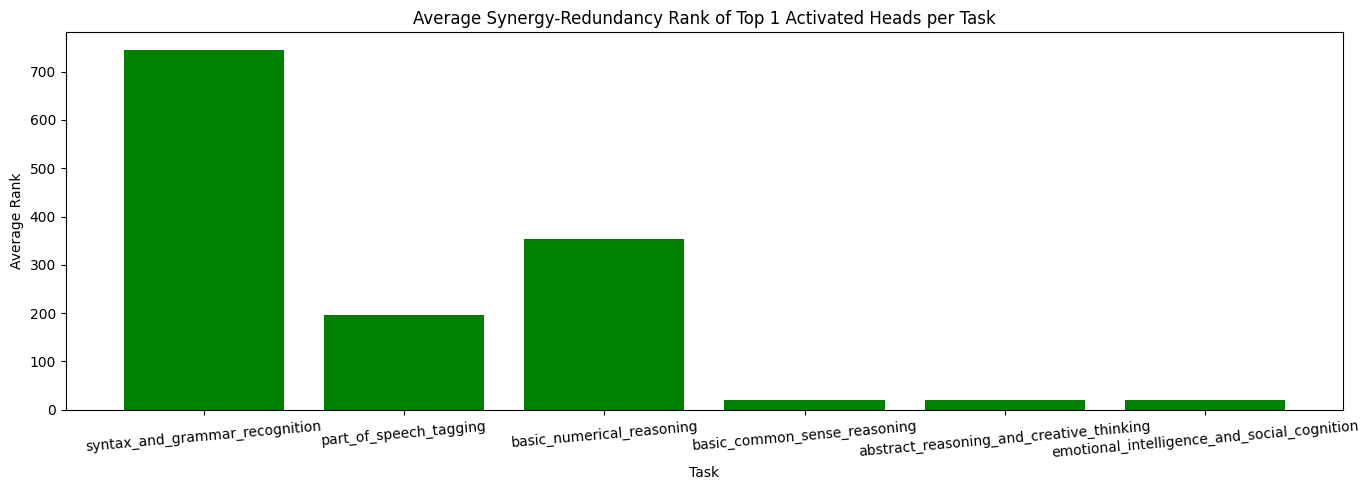 Average Synergy-Redundancy Rank of Top 1 Activated Heads per Task
Average Rank
700
600
500
400
300
200
100
0
syntax_and_grammar_recognition
part_of_speech_tagging
basic_numerical_reasoning
basic_common_sense_reasoning
abstract_reasoning_and_creative_thinking
emotional_intelligence_and_social_cognition
Task